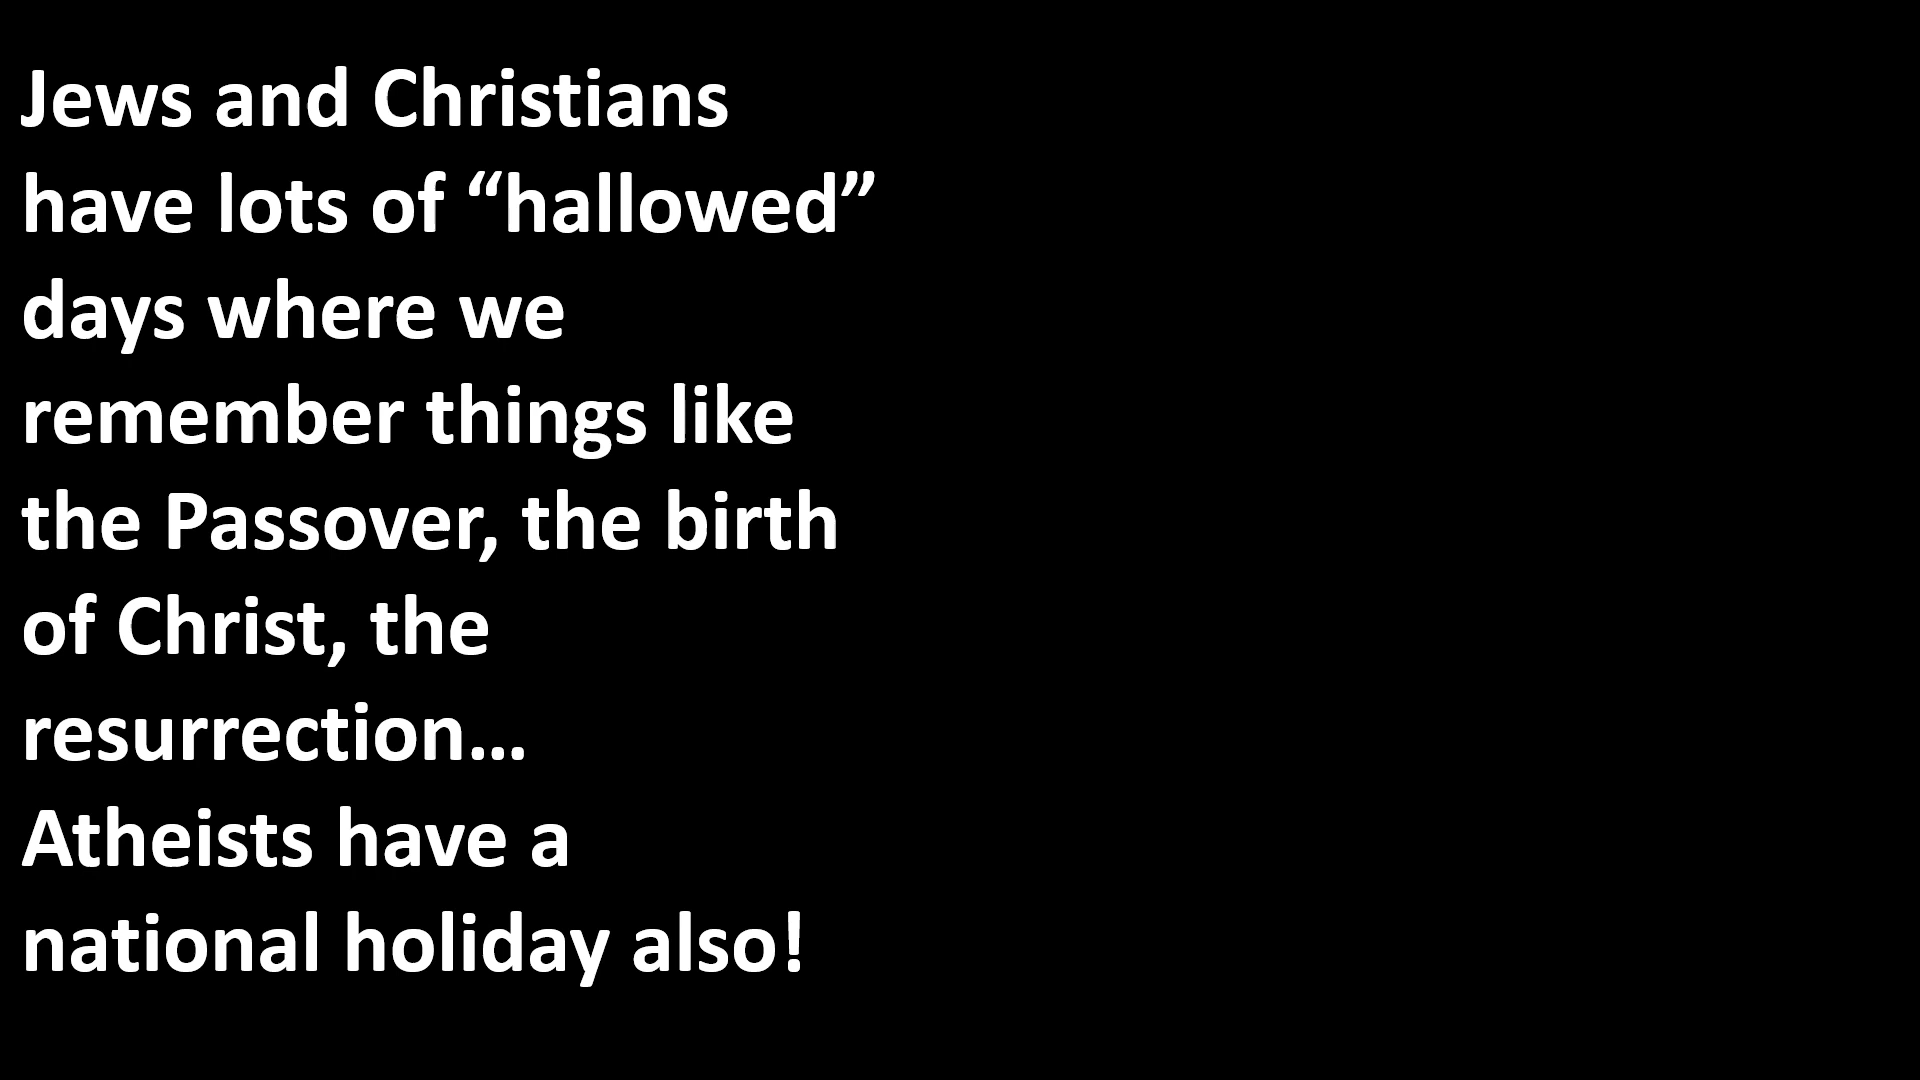 Jews and Christians
have lots of “hallowed”
days where we
remember things like
the Passover, the birth
of Christ, the
resurrection…
Atheists have a
national holiday also!